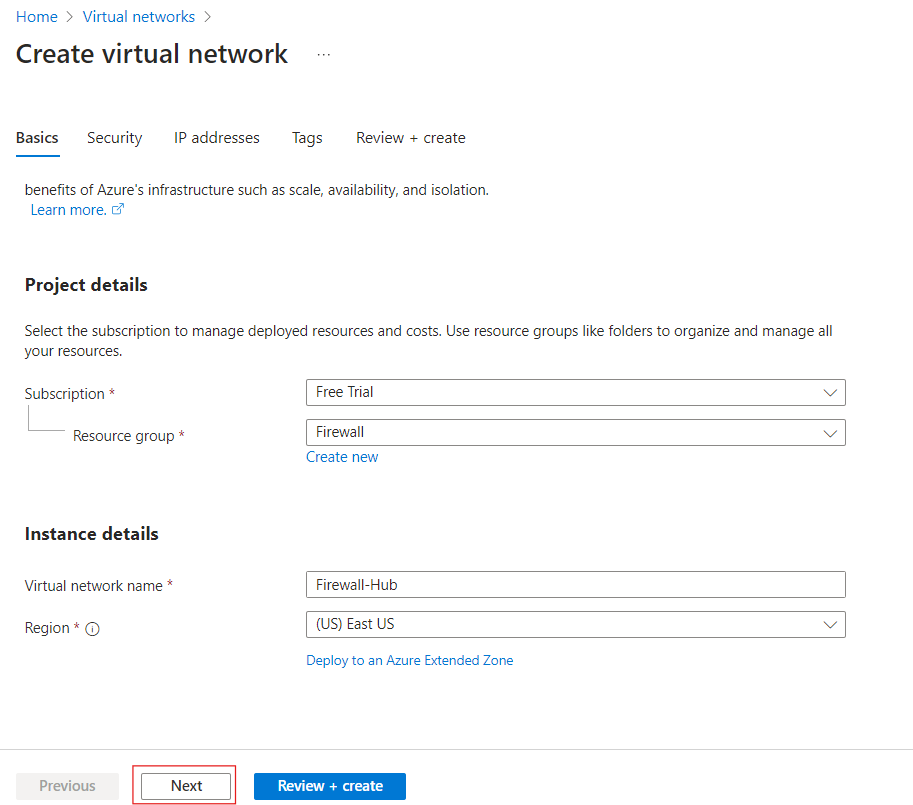 Home > Virtual networks >
Create virtual network ...
Basics Security IP addresses Tags Review + create
benefits of Azure's infrastructure such as scale, availability, and isolation.
Learn more.
Project details
Select the subscription to manage deployed resources and costs. Use resource groups like folders to organize and manage all
your resources.
Subscription * Free Trial
Resource group * Firewall
Create new
Instance details
Virtual network name * Firewall-Hub
Region * (US) East US
Deploy to an Azure Extended Zone
Previous Next Review + create